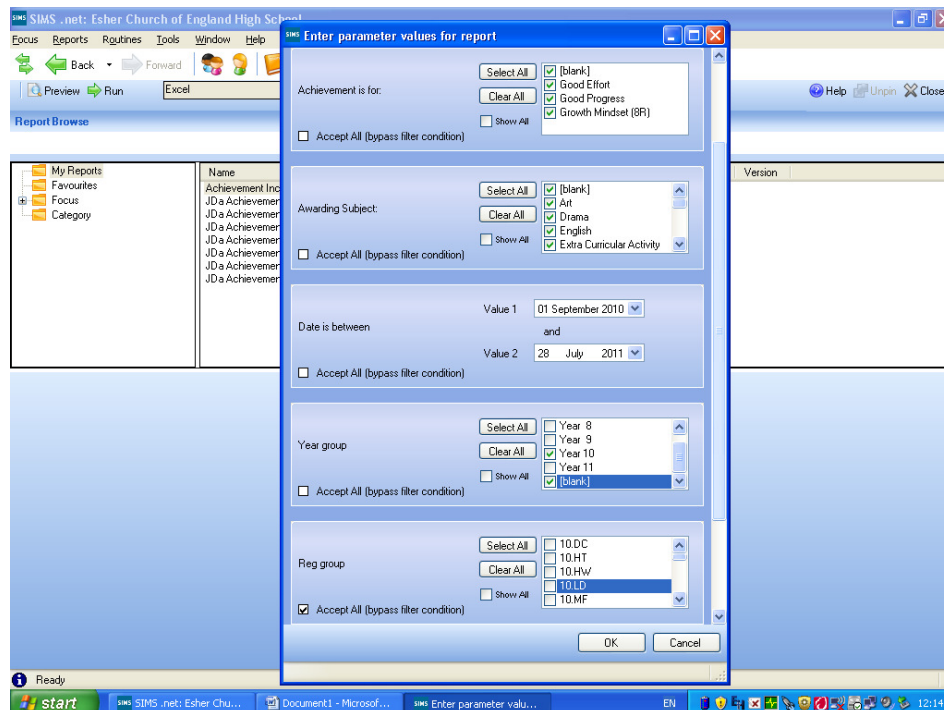 SIMS .net: Esher Church of England High School
Focus Reports Routines Tools Window Help
Back Forward
Preview Run Excel Help Unpin Close
Report Browse
My Reports
Favourites
Focus
Category
Name Version
Achievement Inc
JDa Achievemer
JDa Achievemer
JDa Achievemer
JDa Achievemer
JDa Achievemer
JDa Achievemer
SIMS Enter parameter values for report
Achievement is for:
Select All
Clear All
Show All
[blank]
Good Effort
Good Progress
Growth Mindset (8R)
Accept All (bypass filter condition)
Awarding Subject:
Select All
Clear All
Show All
[blank]
Art
Drama
English
Extra Curricular Activity
Accept All (bypass filter condition)
Date is between
Value 1 01 September 2010
and
Value 2 28 July 2011
Accept All (bypass filter condition)
Year group
Select All
Clear All
Show All
Year 8
Year 9
Year 10
Year 11
[blank]
Accept All (bypass filter condition)
Reg group
Select All
Clear All
Show All
10.DC
10.HT
10.HW
10.LD
10.MF
Accept All (bypass filter condition)
OK Cancel
Ready
start SIMS .net: Esher Chu... Document1 - Microsof... SIMS Enter parameter valu... EN 12:14